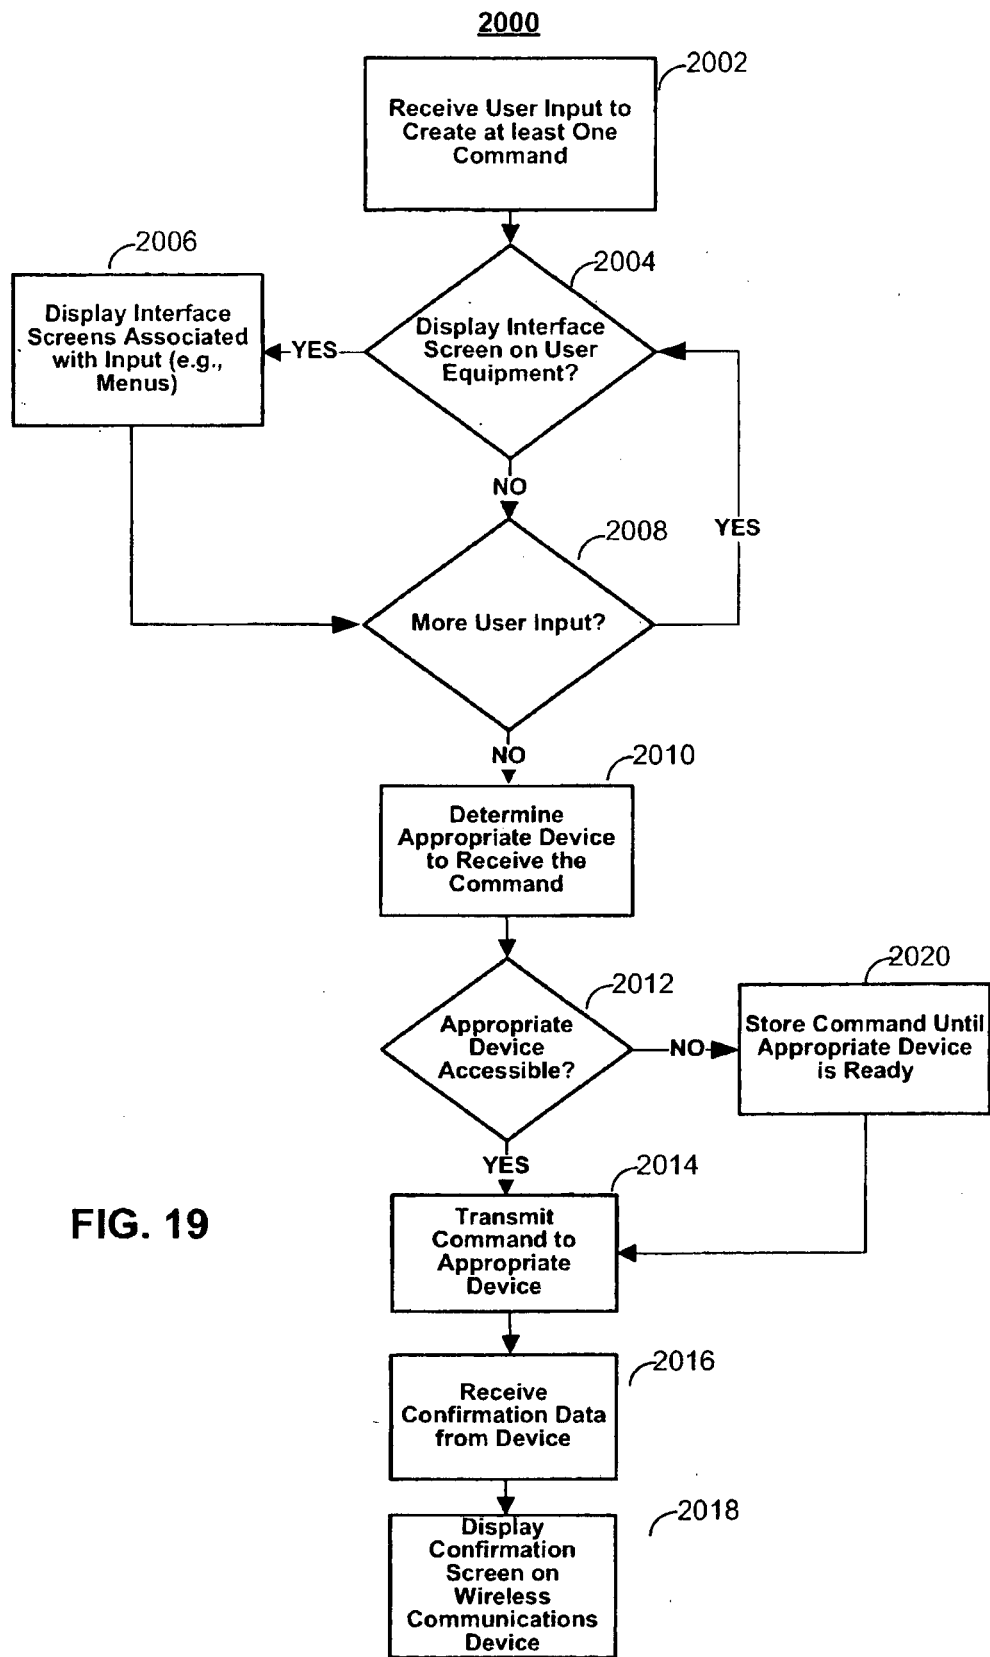 2000
2002
Receive User Input to
Create at least One
Command
2004
Display Interface
Screen on User
Equipment?
2006
Display Interface
Screens Associated
with Input (e.g.,
Menus)
YES
NO
YES
2008
More User Input?
NO
2010
Determine
Appropriate Device
to Receive the
Command
2012
Appropriate
Device
Accessible?
NO
2020
Store Command Until
Appropriate Device
is Ready
YES
2014
Transmit
Command to
Appropriate
Device
FIG. 19
2016
Receive
Confirmation Data
from Device
2018
Display
Confirmation
Screen on
Wireless
Communications
Device